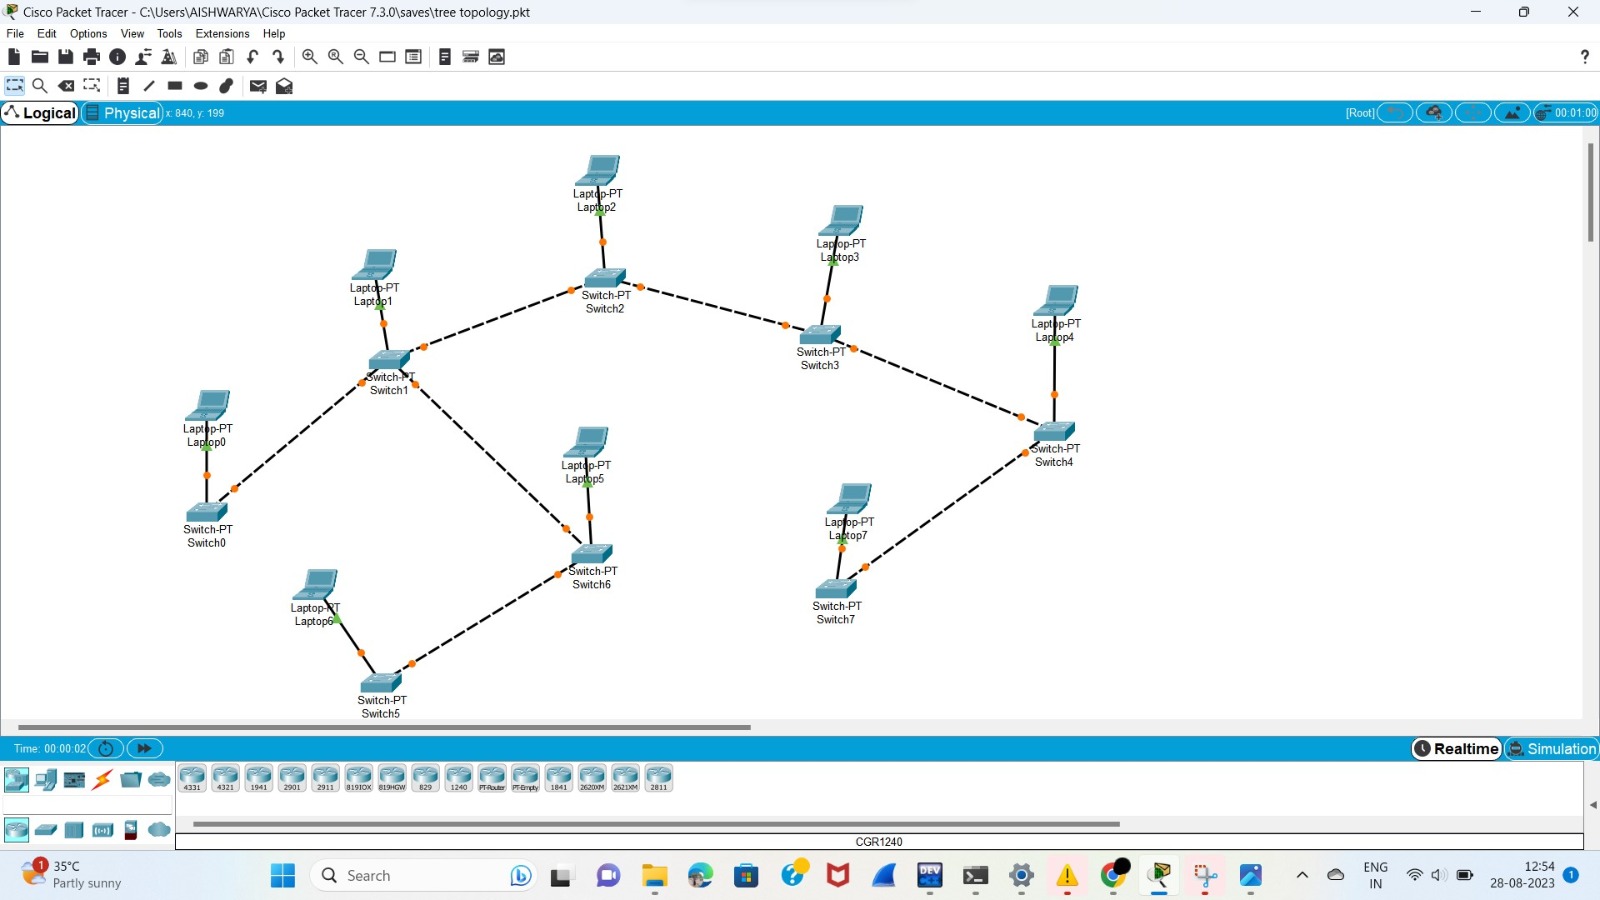 Cisco Packet Tracer - C:\Users\AISHWARYA\Cisco Packet Tracer 7.3.0\saves\tree topology.pkt
File Edit Options View Tools Extensions Help
?
Logical Physical x: 840, y: 199 [Root] 00:01:00
Laptop-PT
Laptop2
Laptop-PT
Laptop3
Laptop-PT
Laptop1
Switch-PT
Switch2
Laptop-PT
Laptop4
Switch-PT
Switch3
Switch-PT
Switch1
Laptop-PT
Laptop0
Switch-PT
Switch4
Laptop-PT
Laptop5
Laptop-PT
Laptop7
Switch-PT
Switch0
Switch-PT
Switch6
Laptop-PT
Laptop6
Switch-PT
Switch7
Switch-PT
Switch5
Time: 00:00:02 Realtime Simulation
4331 4321 1941 2901 2911 819IOX 819HGW 829 1240 PT-Router PT-Empty 1841 2620XM 2621XM 2811
CGR1240
1
35°C
Partly sunny
Search
DEV
ENG
IN
12:54
28-08-2023
1